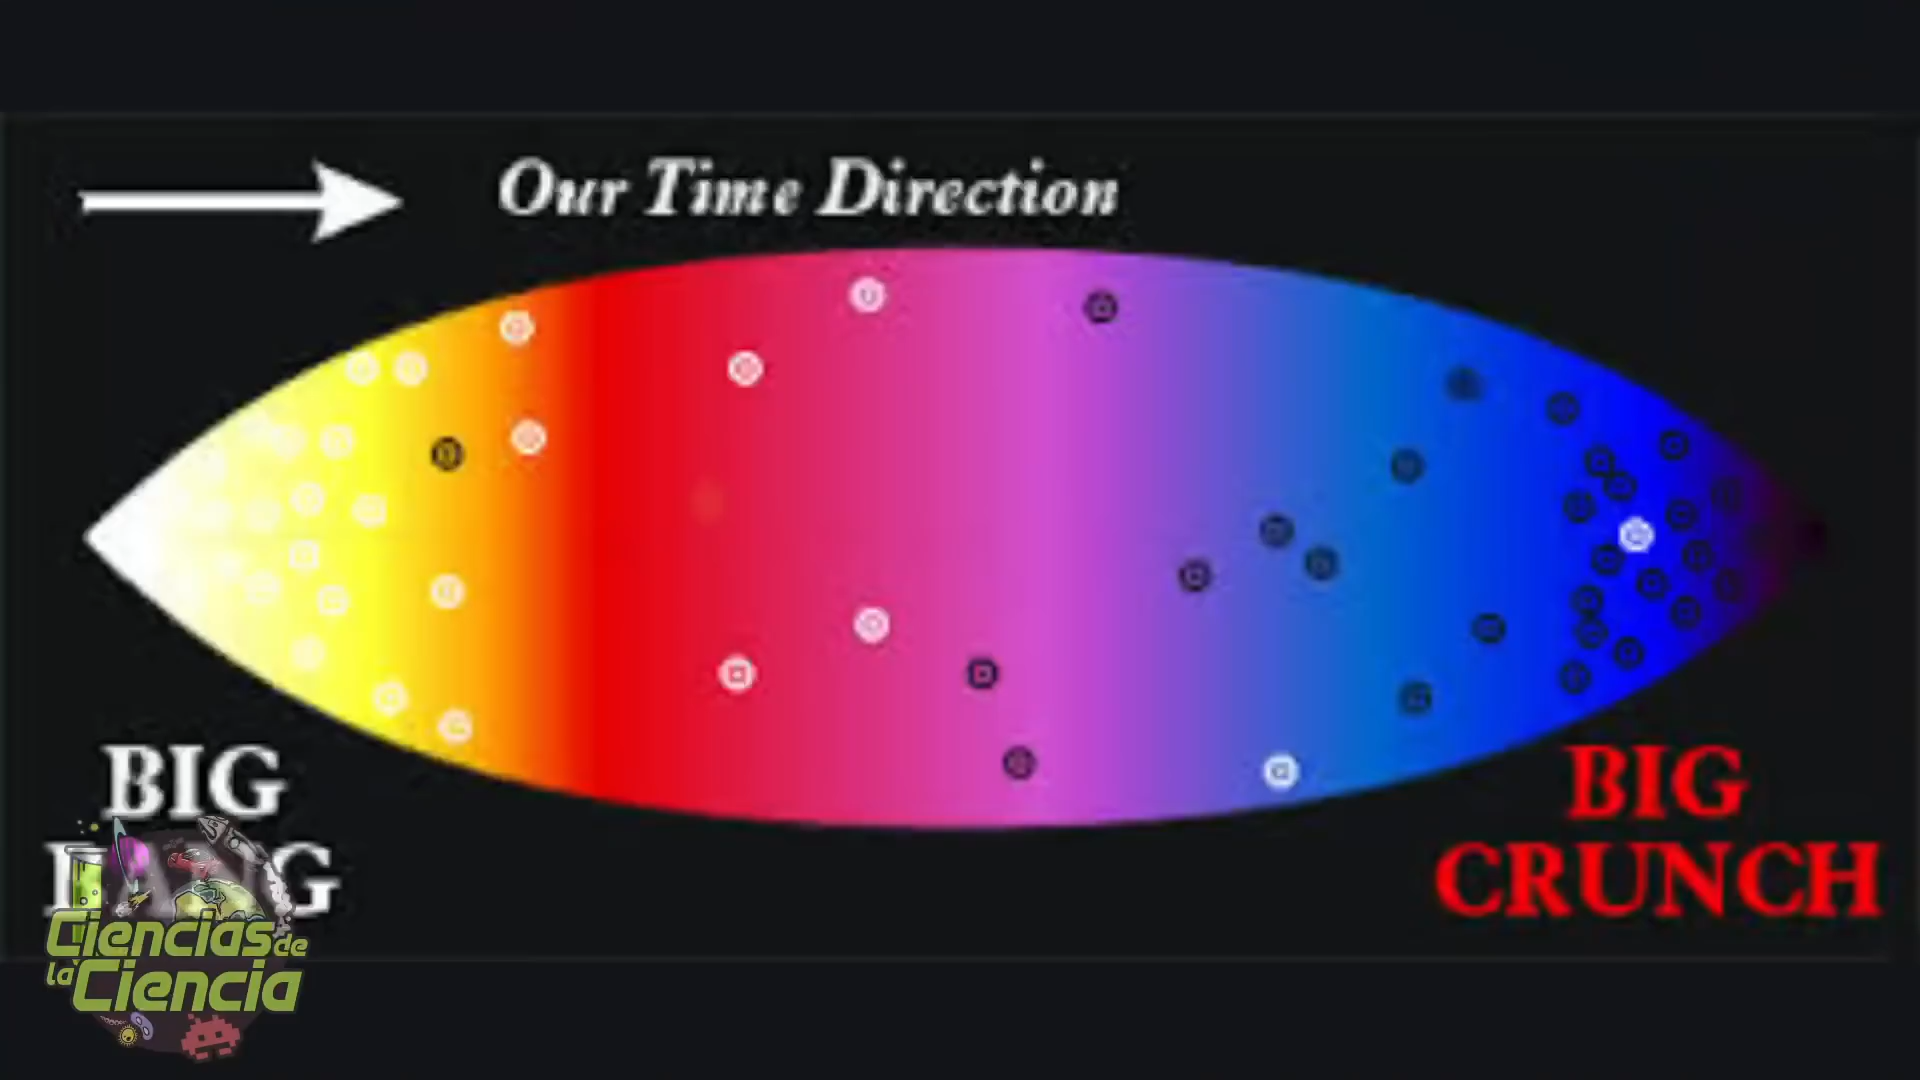 Our Time Direction
BIG
BIG
CRUNCH
Ciencias de
la Ciencia